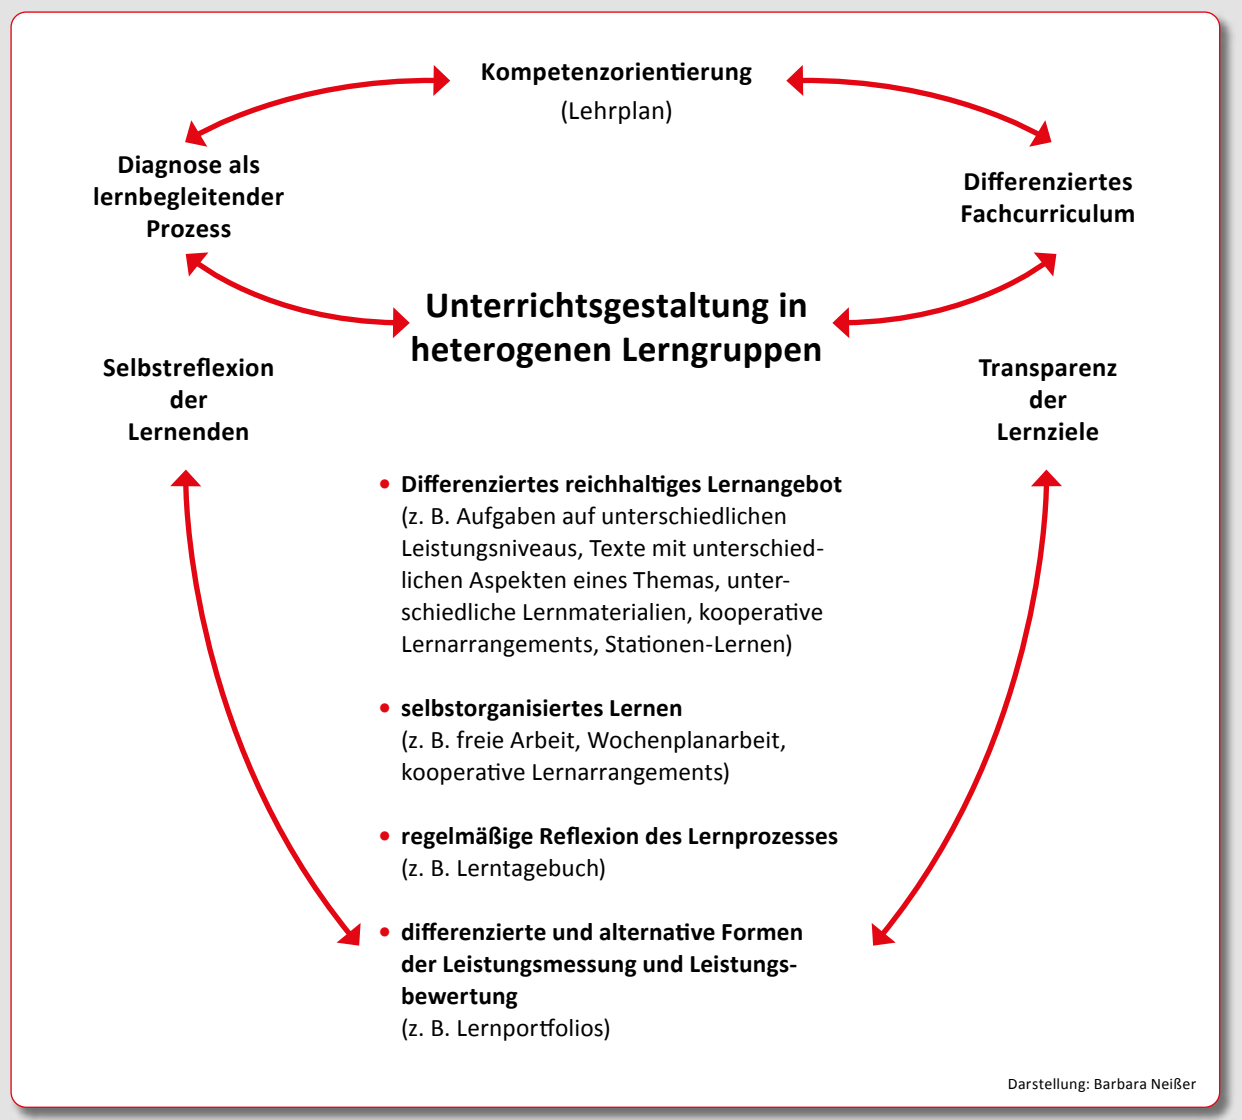 Kompetenzorientierung
(Lehrplan)
Diagnose als
lernbegleitender
Prozess
Differenziertes
Fachcurriculum
Unterrichtsgestaltung in
heterogenen Lerngruppen
Selbstreflexion
der
Lernenden
Transparenz
der
Lernziele
• Differenziertes reichhaltiges Lernangebot
(z. B. Aufgaben auf unterschiedlichen
Leistungsniveaus, Texte mit unterschied-
lichen Aspekten eines Themas, unter-
schiedliche Lernmaterialien, kooperative
Lernarrangements, Stationen-Lernen)
• selbstorganisiertes Lernen
(z. B. freie Arbeit, Wochenplanarbeit,
kooperative Lernarrangements)
• regelmäßige Reflexion des Lernprozesses
(z. B. Lerntagebuch)
• differenzierte und alternative Formen
der Leistungsmessung und Leistungs-
bewertung
(z. B. Lernportfolios)
Darstellung: Barbara Neißer